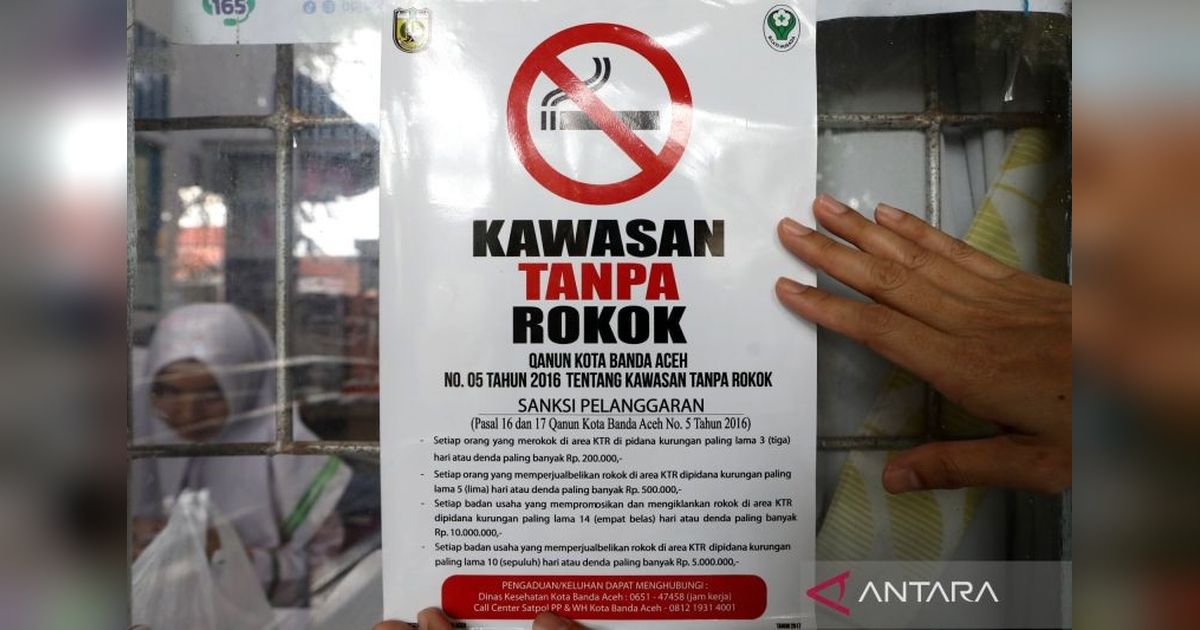 165
KAWASAN
TANPA
ROKOK
QANUN KOTA BANDA ACEH
NO. 05 TAHUN 2016 TENTANG KAWASAN TANPA ROKOK
SANKSI PELANGGARAN
(Pasal 16 dan 17 Qanun Kota Banda Aceh No. 5 Tahun 2016)
- Setiap orang yang merokok di area KTR di pidana kurungan paling lama 3 (tiga)
hari atau denda paling banyak Rp. 200.000,-
- Setiap orang yang memperjualbelikan rokok di area KTR dipidana kurungan paling
lama 5 (lima) hari atau denda paling banyak Rp. 500.000,-
- Setiap badan usaha yang mempromosikan dan mengiklankan rokok di area KTR
dipidana kurungan paling lama 14 (empat belas) hari atau denda paling banyak
Rp. 10.000.000,-
- Setiap badan usaha yang memperjualbelikan rokok di area KTR dipidana kurungan
paling lama 10 (sepuluh) hari atau denda paling banyak Rp. 5.000.000,-
PENGADUAN/KELUHAN DAPAT MENGHUBUNGI :
Dinas Kesehatan Kota Banda Aceh : 0651 - 47458 (jam kerja)
Call Center Satpol PP & WH Kota Banda Aceh - 0812 1931 4001
TAHUN 2017
ANTARA